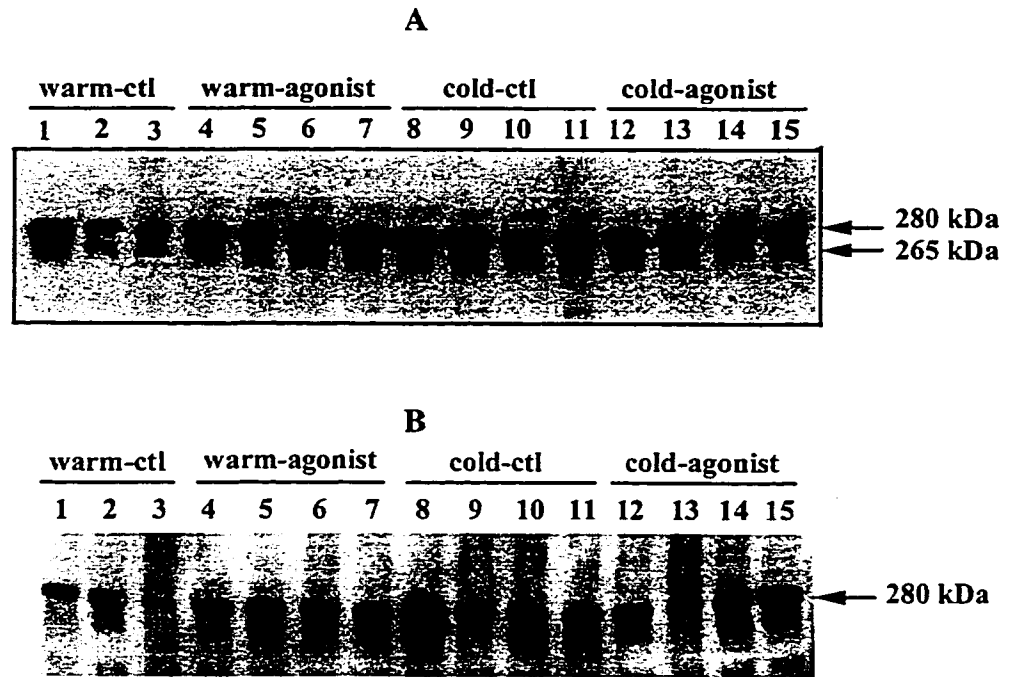 A
warm-ctl warm-agonist cold-ctl cold-agonist
1 2 3 4 5 6 7 8 9 10 11 12 13 14 15
280 kDa
265 kDa
B
warm-ctl warm-agonist cold-ctl cold-agonist
1 2 3 4 5 6 7 8 9 10 11 12 13 14 15
280 kDa